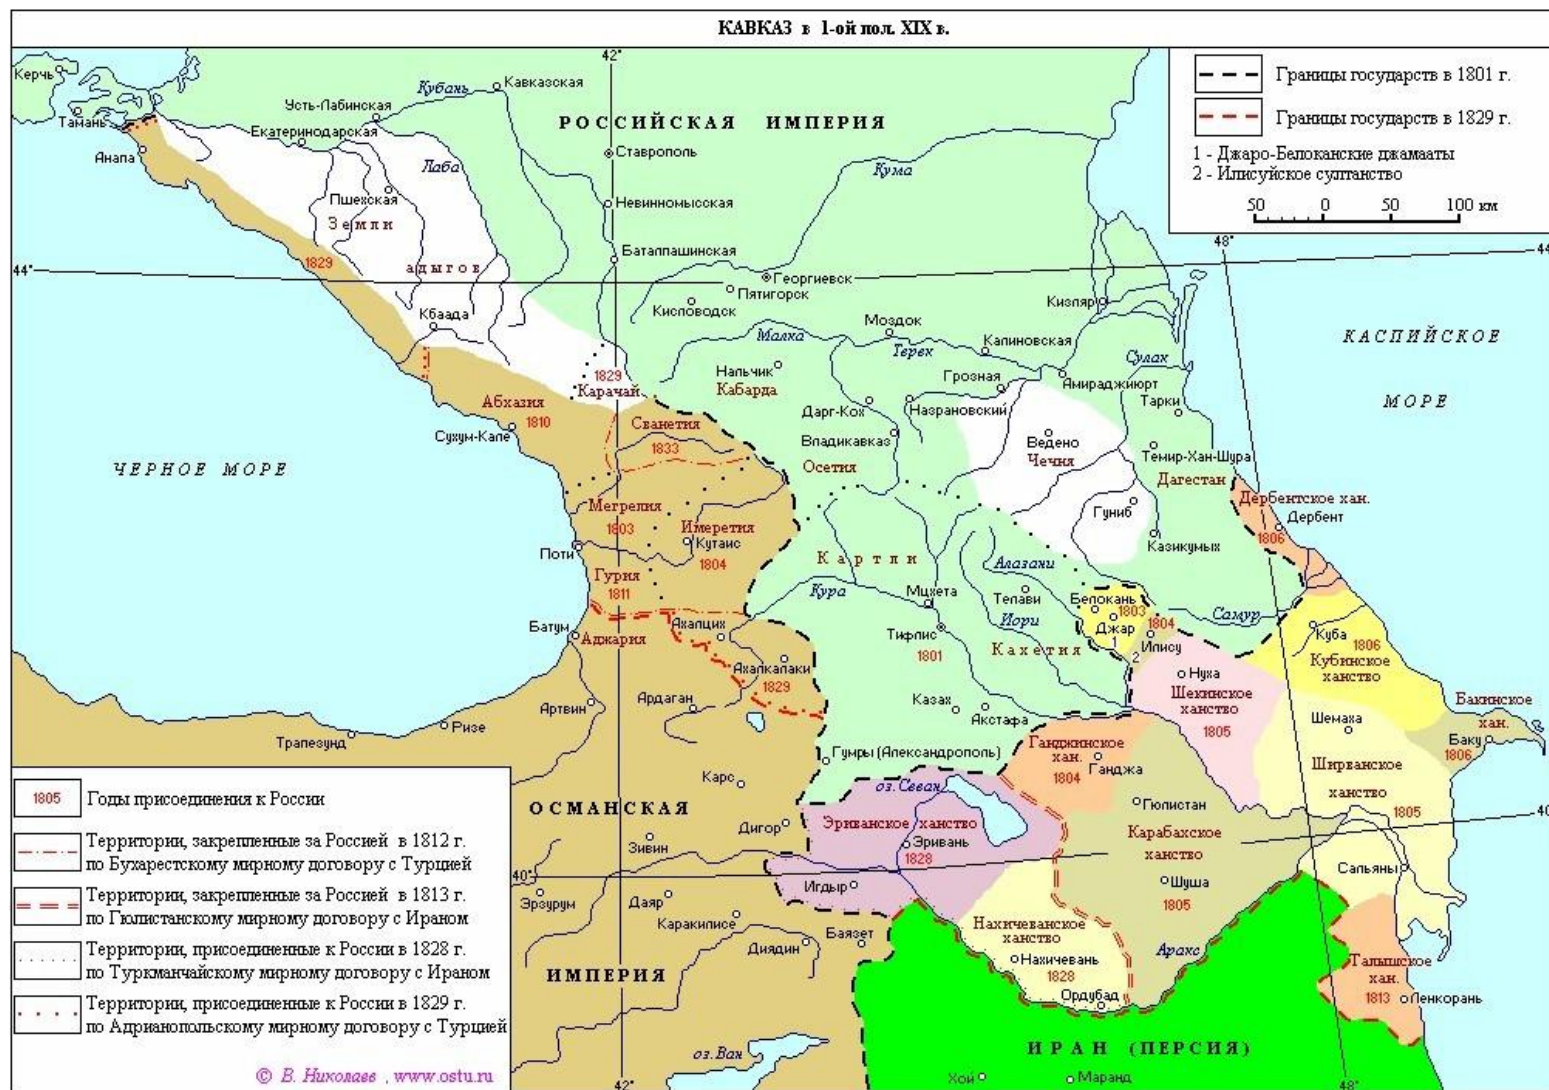 КАВКАЗ в 1-ой пол. XIX в.
42°
48°
44°
44
Границы государств в 1801 г.
Границы государств в 1829 г.
1 - Джаро-Белоканские джамааты
2 - Илисуйское султанство
50 0 50 100 км
РОССИЙСКАЯ ИМПЕРИЯ
Керчь
Тамань
Анапа
Усть-Лабинская
Екатеринодарская
Кубань
Кавказская
Лаба
Ставрополь
Кума
Пшехская
Земли
адыгов
1829
Невинномысская
Баталпашинская
Георгиевск
Пятигорск
Кисловодск
Кизляр
Кбаада
Моздок
Малка
Терек
Калиновская
Сулак
КАСПИЙСКОЕ
МОРЕ
Нальчик
Кабарда
Грозная
Амираджиюрт
1829
Карачай
Абхазия
1810
Сухум-Кале
Сванетия
1833
Дарг-Кох
Назрановский
Тарки
Владикавказ
Ведено
Чечня
Темир-Хан-Шура
Осетия
Дагестан
ЧЕРНОЕ МОРЕ
Мегрелия
1803
Имеретия
Кутаис
1804
Гуниб
Дербентское хан.
Дербент
1806
Казикумых
Поти
Картли
Алазани
Гурия
1811
Кура
Мцхета
Телави
Иори
Белокань
1803
Джар
1
1804
Илису
2
Самур
Батум
Аджария
Ахалцих
Тифлис
1801
Кахетия
Куба
1806
Кубинское
ханство
Ахалкалаки
1829
Нуха
Шекинское
ханство
1805
Артвин
Ардаган
Казах
Акстафа
Шемаха
Бакинское
хан.
Баку
1806
Трапезунд
Ризе
Гумры (Александрополь)
Ганджинское
хан.
1804
Ганджа
Ширванское
ханство
1805
Карс
оз.Севан
Гюлистан
ОСМАНСКАЯ
Дигор
Эриванское ханство
Эривань
1828
Карабахское
ханство
40
Зивин
40°
Игдыр
Шуша
1805
Сальяны
Эрзурум
Даяр
Каракилисе
Нахичеванское
ханство
Диядин
Баязет
Нахичевань
1828
Аракс
ИМПЕРИЯ
Ордубад
Талышское
хан.
1813
Ленкорань
ИРАН (ПЕРСИЯ)
оз.Ван
42°
Хой
Маранд
48°
1805 Годы присоединения к России
Территории, закрепленные за Россией в 1812 г.
по Бухарестскому мирному договору с Турцией
Территории, закрепленные за Россией в 1813 г.
по Гюлистанскому мирному договору с Ираном
Территории, присоединенные к России в 1828 г.
по Туркманчайскому мирному договору с Ираном
Территории, присоединенные к России в 1829 г.
по Адрианопольскому мирному договору с Турцией
© В. Николаев , www.ostu.ru